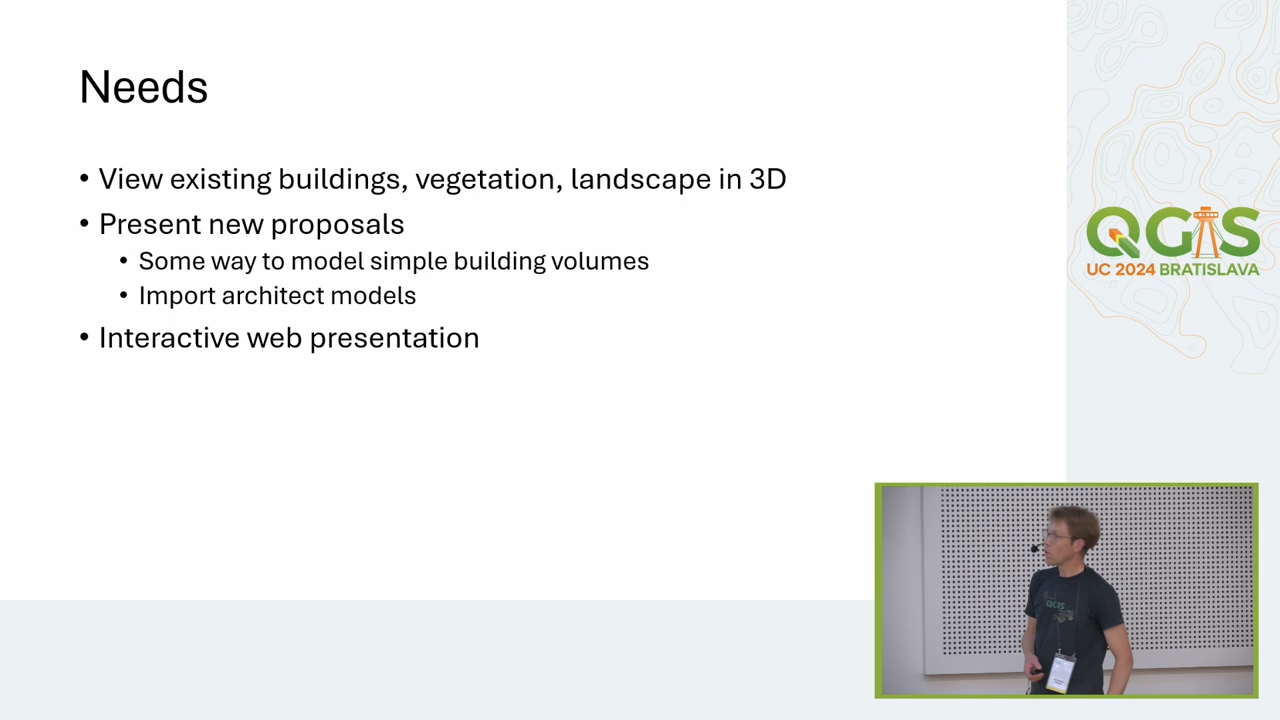 Needs
• View existing buildings, vegetation, landscape in 3D
• Present new proposals
• Some way to model simple building volumes
• Import architect models
• Interactive web presentation
QGIS
UC 2024 BRATISLAVA
QGIS